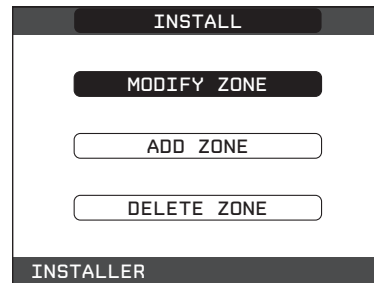 INSTALL
MODIFY ZONE
ADD ZONE
DELETE ZONE
INSTALLER